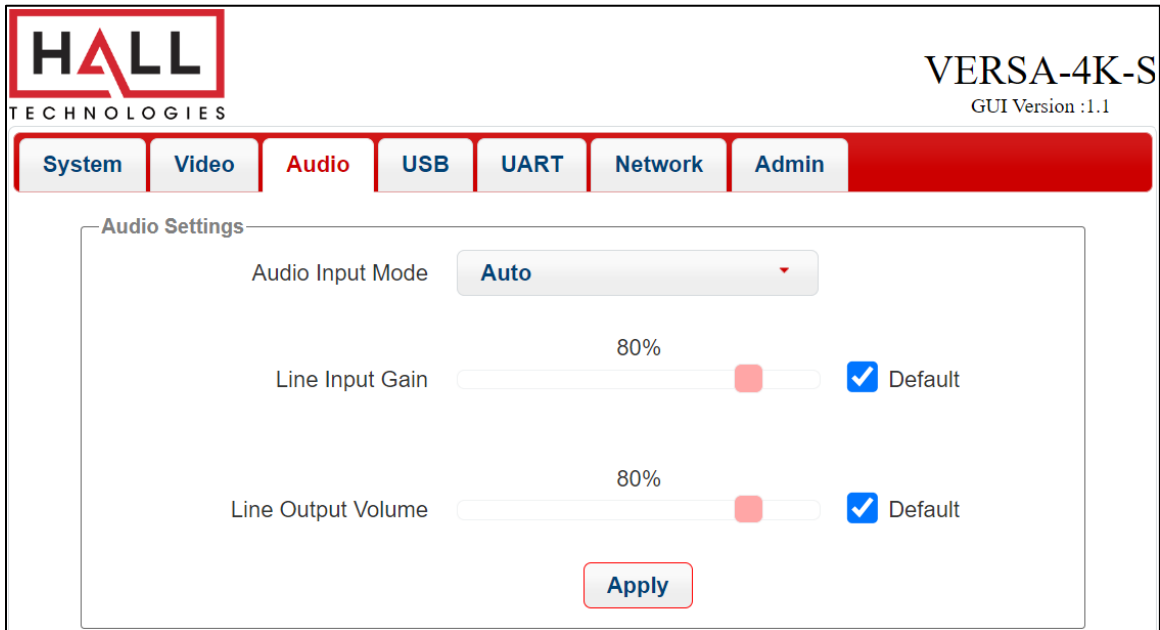 HALL
TECHNOLOGIES
VERSA-4K-S
GUI Version :1.1
System Video Audio USB UART Network Admin
Audio Settings
Audio Input Mode Auto
80%
Line Input Gain Default
80%
Line Output Volume Default
Apply